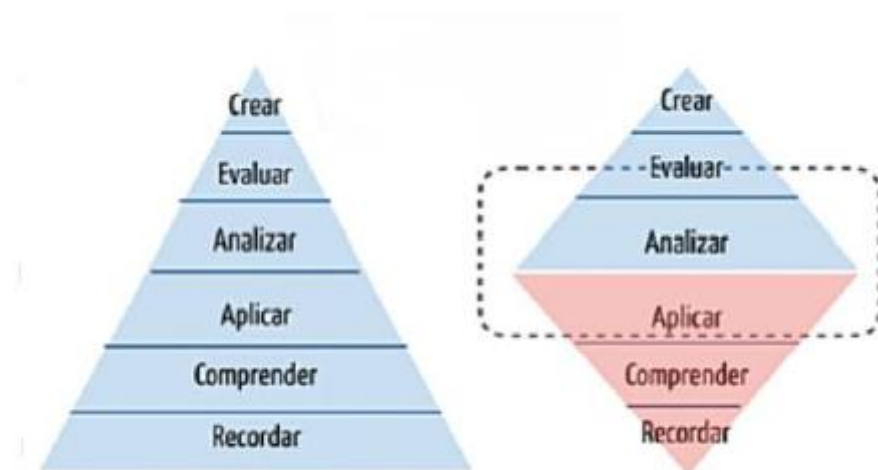 Crear
Evaluar
Analizar
Aplicar
Comprender
Recordar
Crear
Evaluar
Analizar
Aplicar
Comprender
Recordar